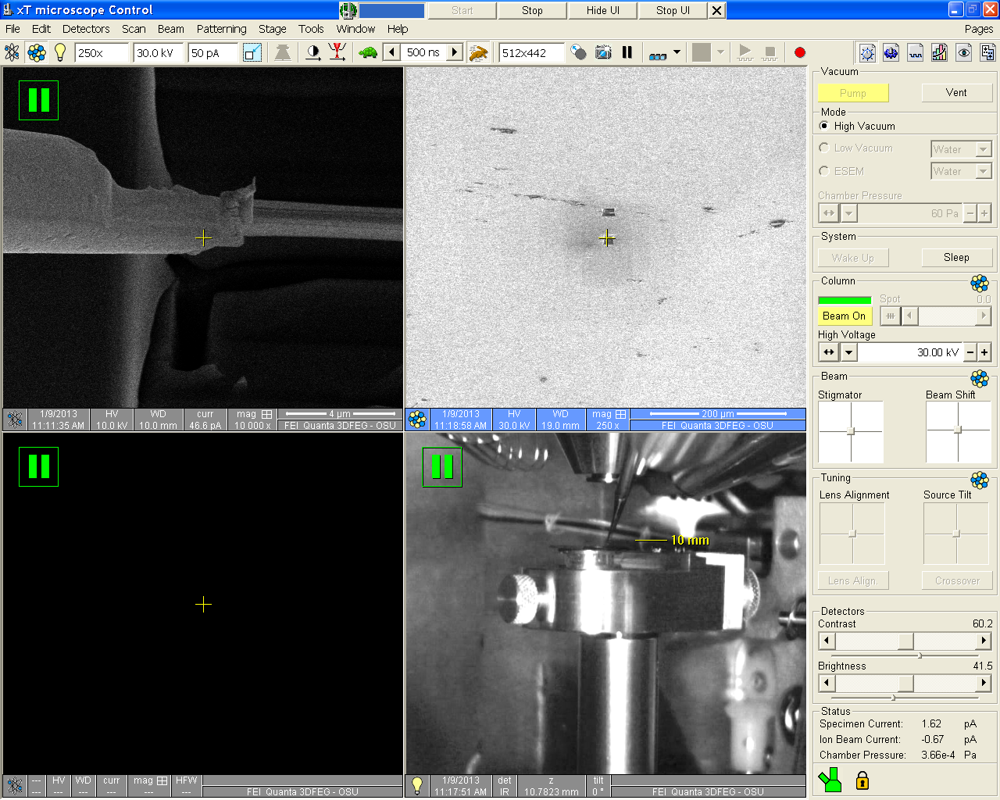 xT microscope Control
Start
Stop
Hide UI
Stop UI
File Edit Detectors Scan Beam Patterning Stage Tools Window Help
Pages
250x
30.0 kV
50 pA
500 ns
512x442
Vacuum
Pump
Vent
Mode
High Vacuum
Low Vacuum
Water
ESEM
Water
Chamber Pressure
60 Pa
System
Wake Up
Sleep
Column
Spot
0.0
Beam On
High Voltage
30.00 kV
Beam
Stigmator
Beam Shift
Tuning
Lens Alignment
Source Tilt
Lens Align.
Crossover
Detectors
Contrast
60.2
Brightness
41.5
Status
Specimen Current: 1.62 pA
Ion Beam Current: -0.67 pA
Chamber Pressure: 3.66e-4 Pa
1/9/2013 HV WD curr mag 4 µm
11:11:35 AM 10.0 kV 10.0 mm 46.6 pA 10 000 x FEI Quanta 3DFEG - OSU
1/9/2013 HV WD mag 200 µm
11:18:58 AM 30.0 kV 19.0 mm 250 x FEI Quanta 3DFEG - OSU
10 mm
--- HV WD curr mag HFW
--- --- --- --- --- --- FEI Quanta 3DFEG - OSU
1/9/2013 det z tilt
11:17:51 AM IR 10.7823 mm 0 ° FEI Quanta 3DFEG - OSU